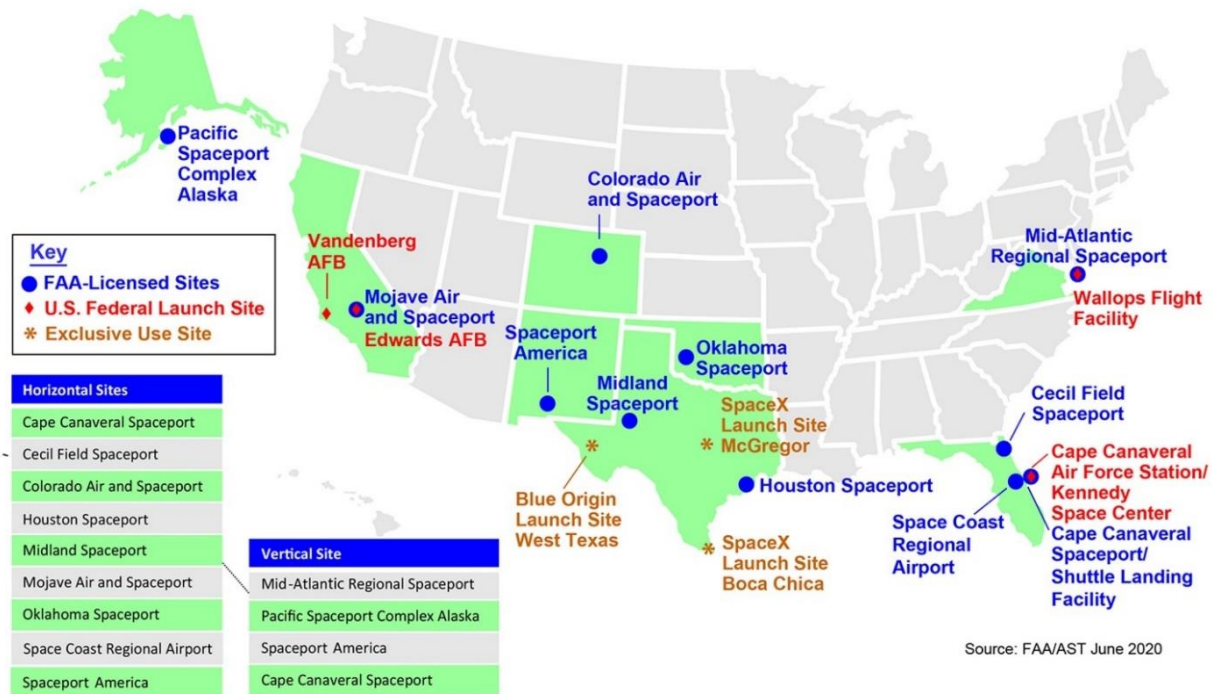 Pacific
Spaceport
Complex
Alaska
Colorado Air
and Spaceport
Key
FAA-Licensed Sites
U.S. Federal Launch Site
Exclusive Use Site
Vandenberg
AFB
Mojave Air
and Spaceport
Edwards AFB
Spaceport
America
Midland
Spaceport
Oklahoma
Spaceport
SpaceX
Launch Site
McGregor
Mid-Atlantic
Regional Spaceport
Wallops Flight
Facility
Cecil Field
Spaceport
Cape Canaveral
Air Force Station/
Kennedy
Space Center
Cape Canaveral
Spaceport/
Shuttle Landing
Facility
Space Coast
Regional
Airport
Houston Spaceport
Blue Origin
Launch Site
West Texas
SpaceX
Launch Site
Boca Chica
Horizontal Sites
Cape Canaveral Spaceport
Cecil Field Spaceport
Colorado Air and Spaceport
Houston Spaceport
Midland Spaceport
Mojave Air and Spaceport
Oklahoma Spaceport
Space Coast Regional Airport
Spaceport America
Vertical Site
Mid-Atlantic Regional Spaceport
Pacific Spaceport Complex Alaska
Spaceport America
Cape Canaveral Spaceport
Source: FAA/AST June 2020